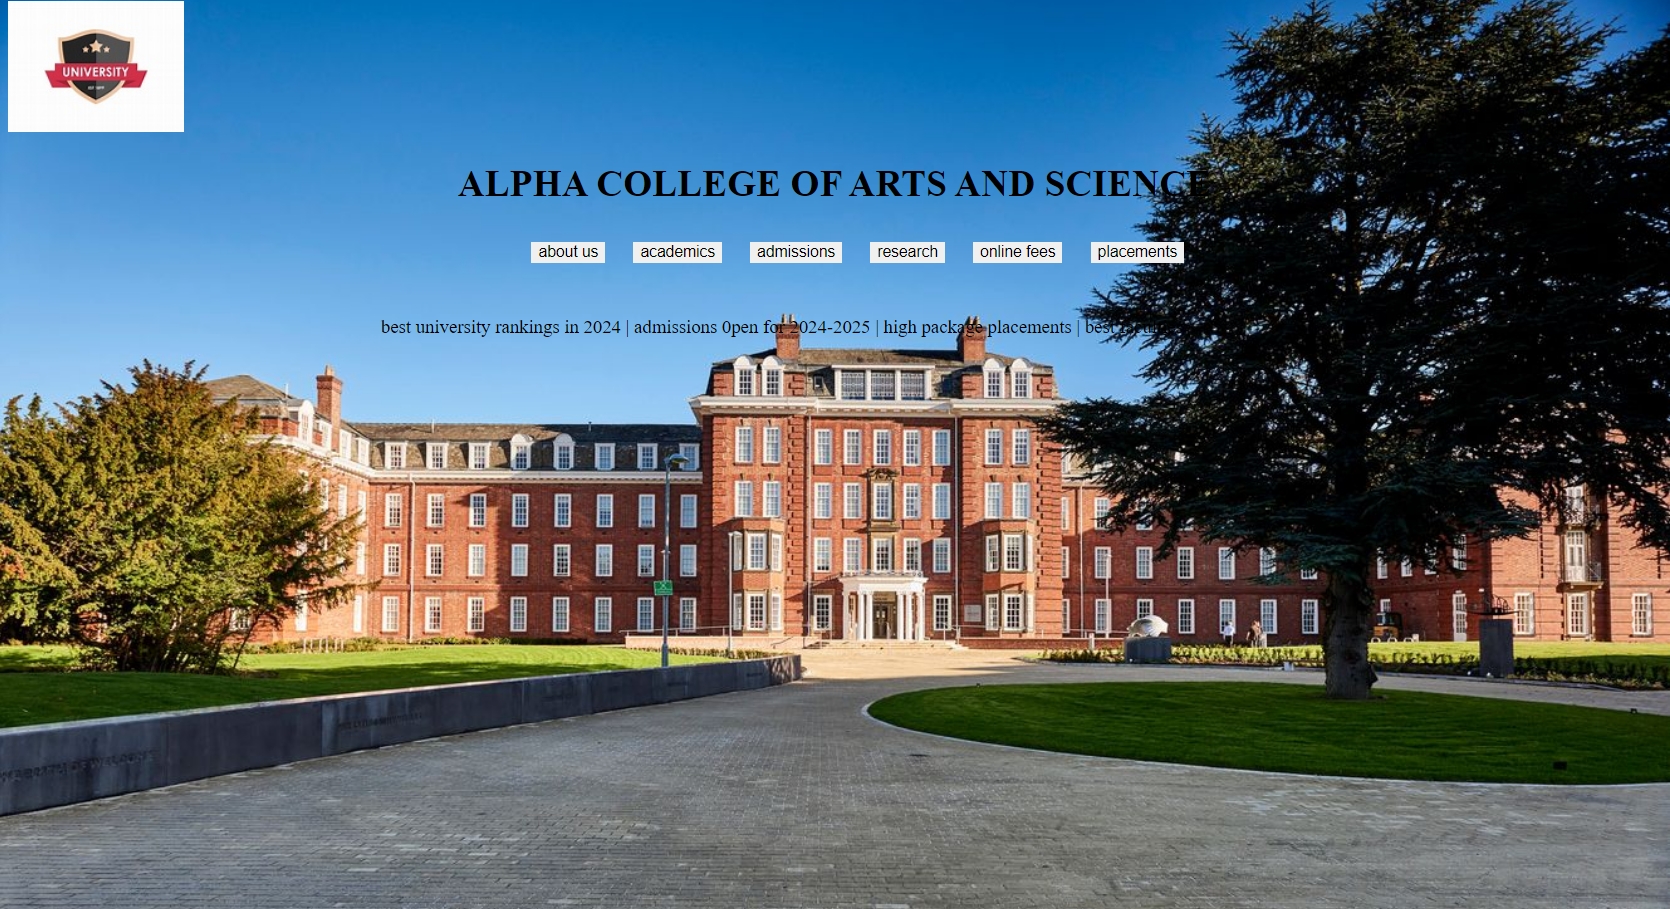 UNIVERSITY
ALPHA COLLEGE OF ARTS AND SCIENCE
about us academics admissions research online fees placements
best university rankings in 2024 | admissions 0pen for 2024-2025 | high package placements | best